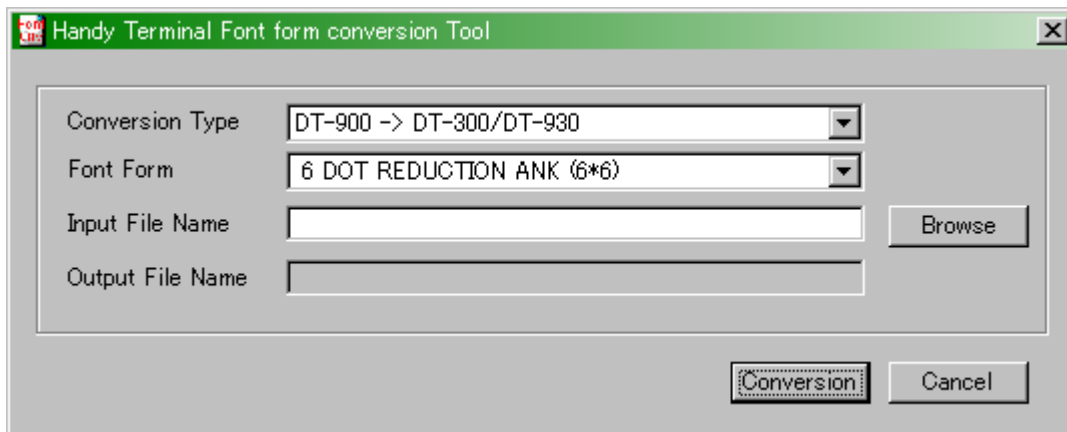 Handy Terminal Font form conversion Tool
Conversion Type DT-900 -> DT-300/DT-930
Font Form 6 DOT REDUCTION ANK (6*6)
Input File Name Browse
Output File Name
Conversion Cancel